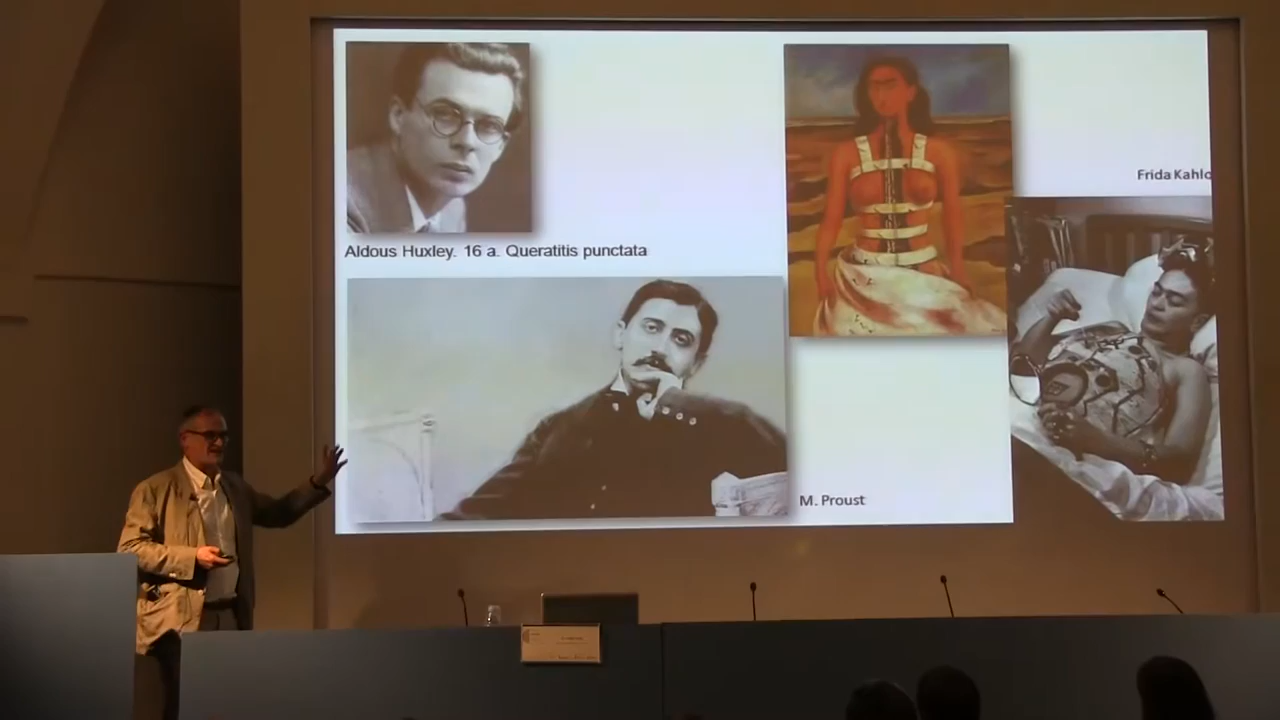 Aldous Huxley. 16 a. Queratitis punctata
Frida Kahlo
M. Proust